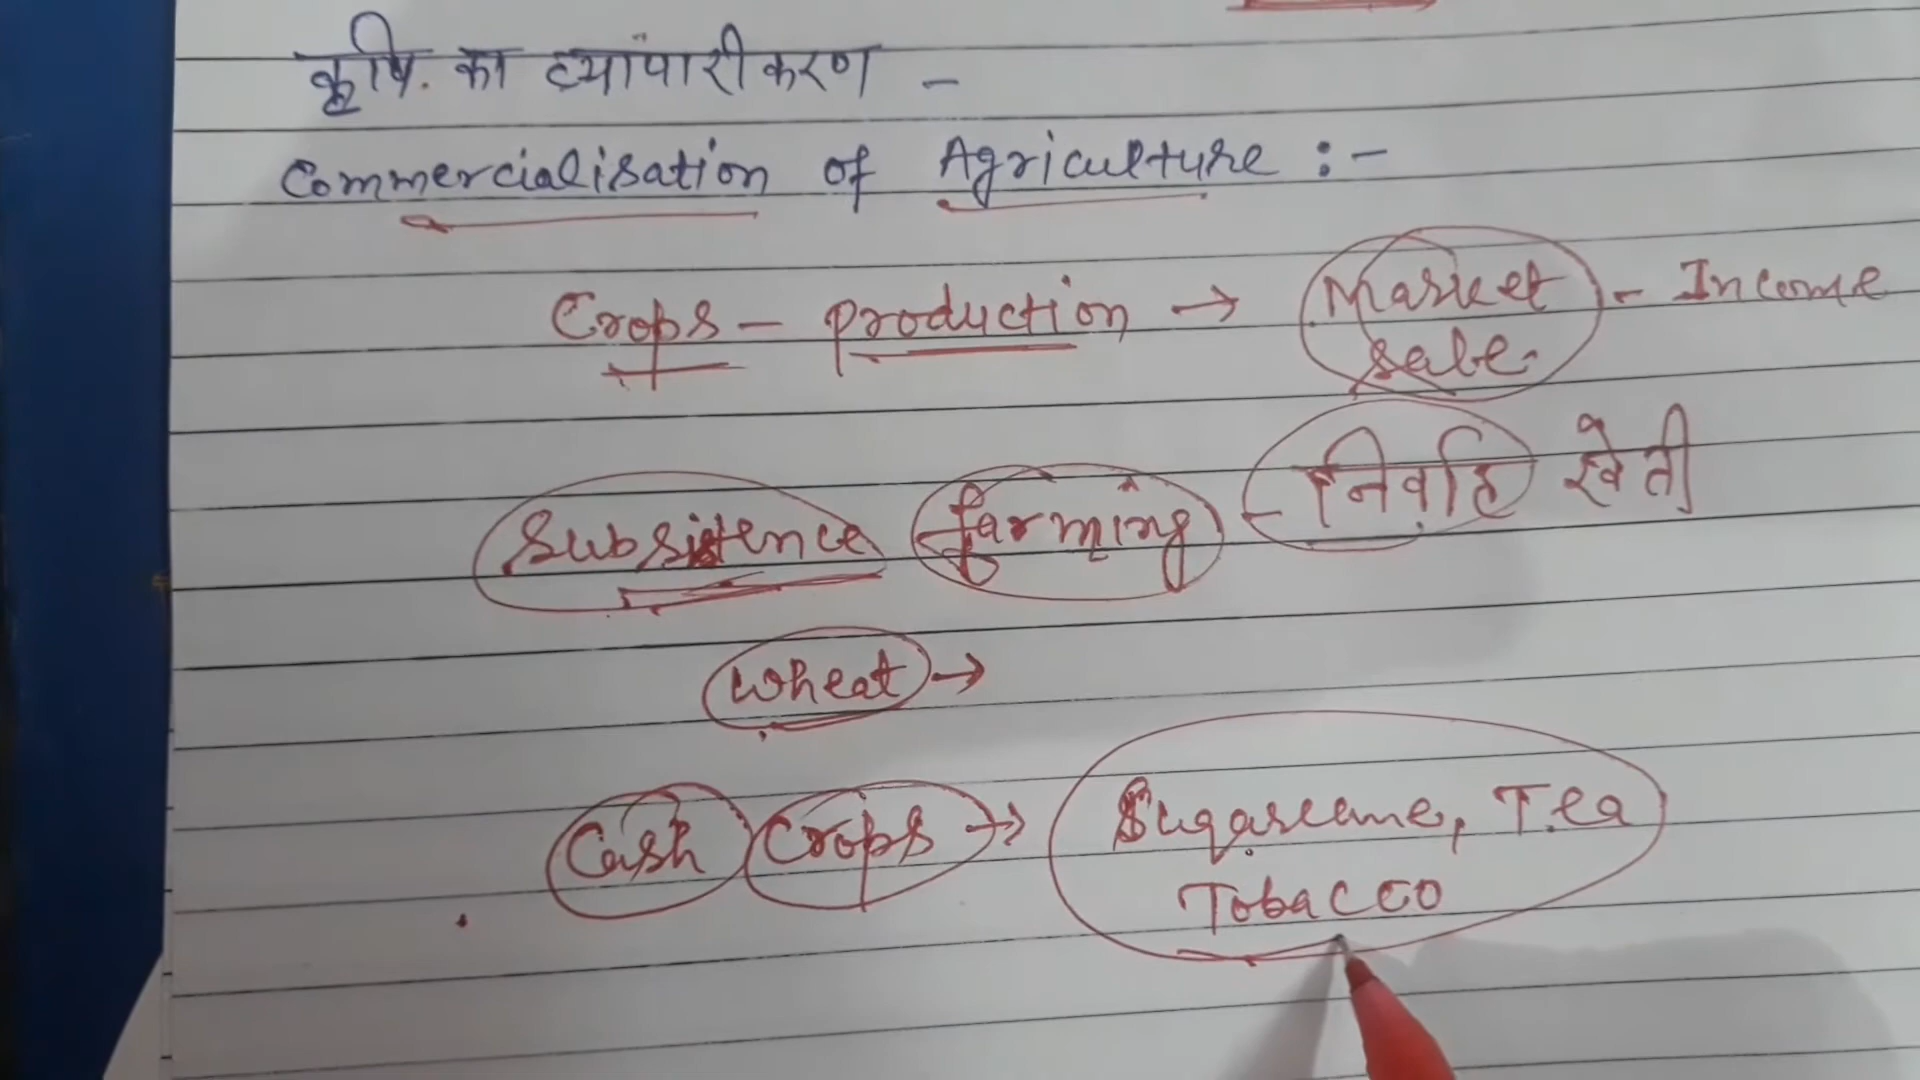 कृषि का व्यापारीकरण -
Commercialisation of Agriculture :-
Crops - production → Market - Income
sale.
Subsistence farming - निर्वाह खेती
wheat →
Cash Crops → Sugarcane, Tea
Tobacco